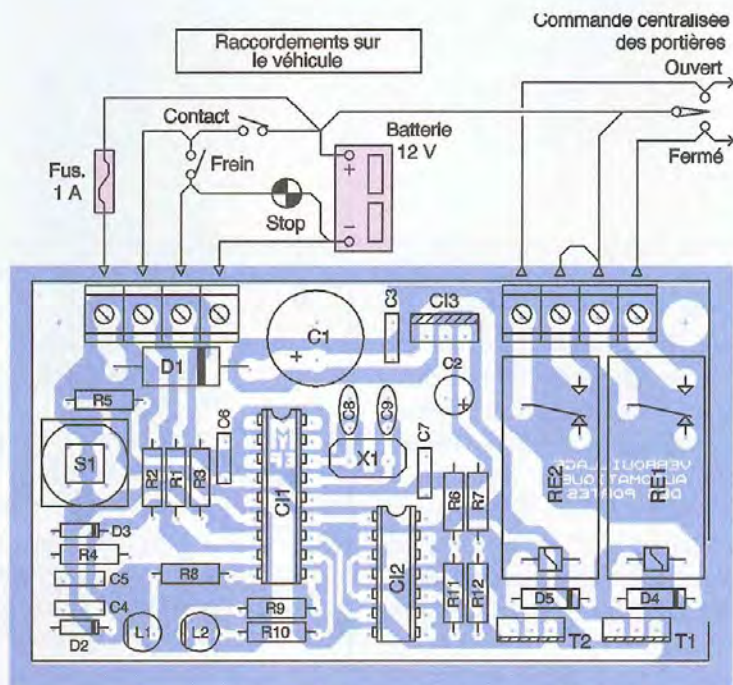 Commande centralisée
des portières
Raccordements sur
le véhicule
Ouvert
Contact
Batterie
12 V
Frein
Fus.
1 A
Fermé
Stop
+
−
C1
+
C3
CI3
D1
C2
+
R5
C6
C8
C9
S1
R2
R1
R3
CI1
X1
C7
R6
R7
RE2
RE1
VERROUILLAGE
AUTOMATIQUE
DES PORTES
D3
R4
C5
R8
CI2
R11
R12
C4
R9
D5
D4
D2
L1
L2
R10
T2
T1